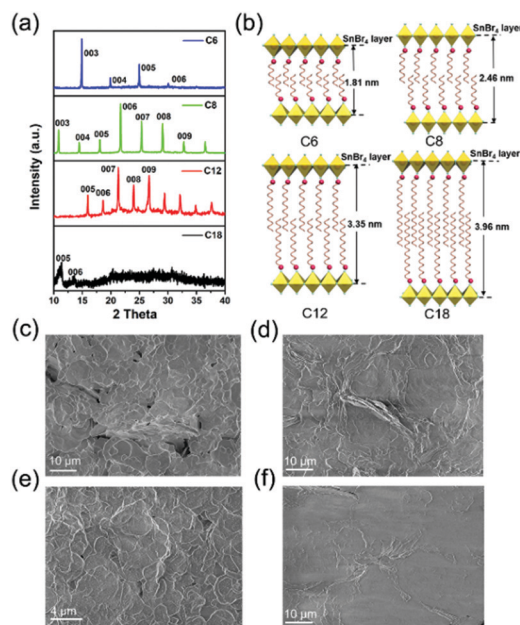 (a)
C6
003
004
005
006
C8
003
004
005
006
007
008
009
C12
005
006
007
008
009
C18
005
006
Intensity (a.u.)
10 15 20 25 30 35 40
2 Theta
(b)
SnBr4 layer
1.81 nm
C6
SnBr4 layer
2.46 nm
C8
SnBr4 layer
3.35 nm
C12
SnBr4 layer
3.96 nm
C18
(c)
10 μm
(d)
10 μm
(e)
4 μm
(f)
10 μm